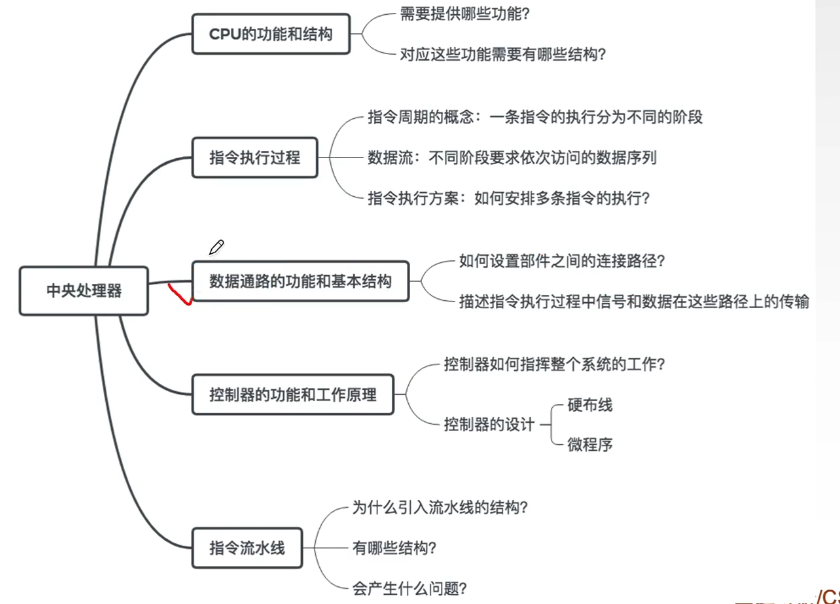 需要提供哪些功能？
CPU的功能和结构
对应这些功能需要有哪些结构？
指令周期的概念：一条指令的执行分为不同的阶段
指令执行过程
数据流：不同阶段要求依次访问的数据序列
指令执行方案：如何安排多条指令的执行？
中央处理器
如何设置部件之间的连接路径？
数据通路的功能和基本结构
描述指令执行过程中信号和数据在这些路径上的传输
控制器如何指挥整个系统的工作？
控制器的功能和工作原理
控制器的设计
硬布线
微程序
为什么引入流水线的结构？
指令流水线
有哪些结构？
会产生什么问题？